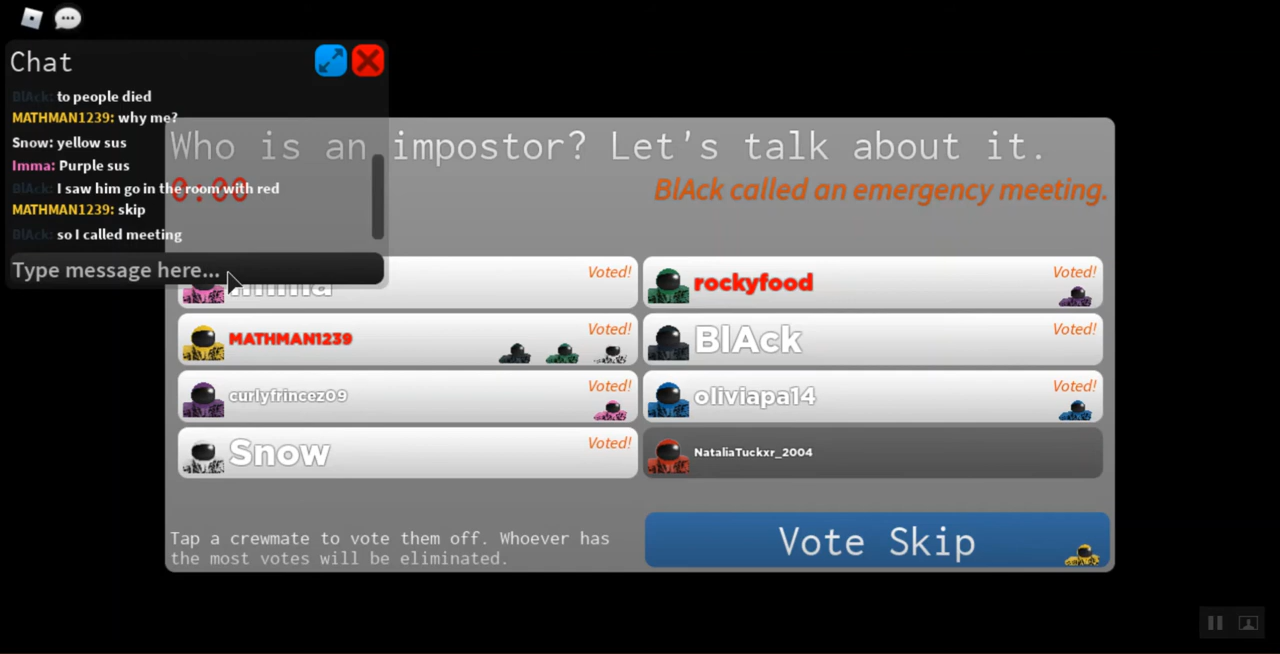 Chat
BlAck: to people died
MATHMAN1239: why me?
Snow: yellow sus
Imma: Purple sus
BlAck: I saw him go in the room with red
MATHMAN1239: skip
BlAck: so I called meeting
Type message here...
Who is an impostor? Let's talk about it.
0:00
BlAck called an emergency meeting.
Imma
Voted!
rockyfood
Voted!
MATHMAN1239
Voted!
BlAck
Voted!
curlyfrincez09
Voted!
oliviapa14
Voted!
Snow
Voted!
NataliaTuckxr_2004
Tap a crewmate to vote them off. Whoever has
the most votes will be eliminated.
Vote Skip